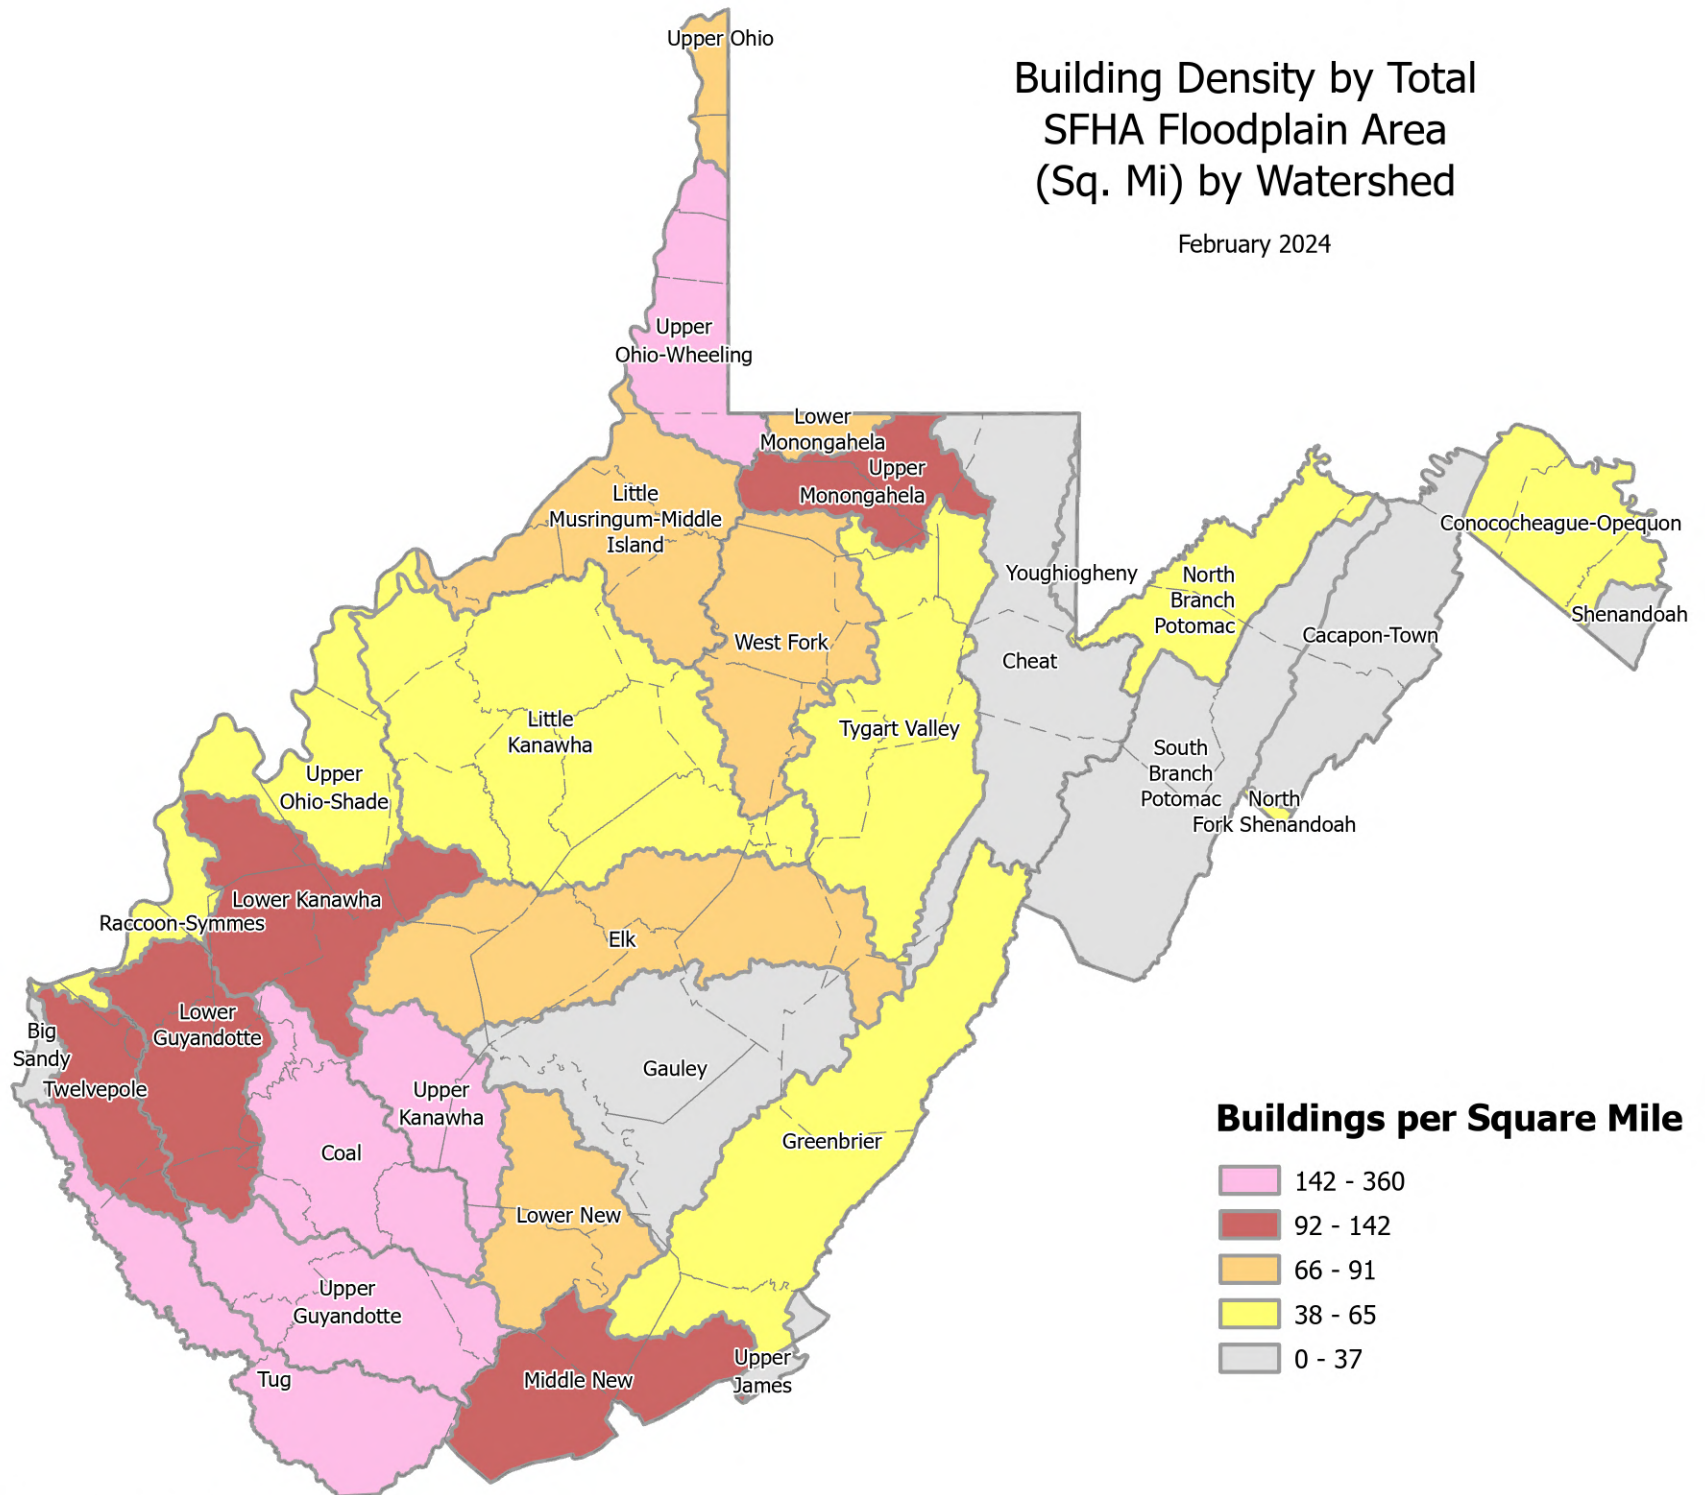 Upper Ohio
Building Density by Total
SFHA Floodplain Area
(Sq. Mi) by Watershed
February 2024
Upper
Ohio-Wheeling
Lower
Monongahela
Upper
Monongahela
Little
Musringum-Middle
Island
Conococheague-Opequon
Youghiogheny
North
Branch
Potomac
Shenandoah
Cacapon-Town
West Fork
Cheat
Little
Kanawha
Tygart Valley
South
Branch
Potomac
Upper
Ohio-Shade
North
Fork Shenandoah
Lower Kanawha
Raccoon-Symmes
Elk
Lower
Guyandotte
Big
Sandy
Twelvepole
Gauley
Upper
Kanawha
Greenbrier
Coal
Lower New
Upper
Guyandotte
Tug
Middle New
Upper
James
Buildings per Square Mile
142 - 360
92 - 142
66 - 91
38 - 65
0 - 37